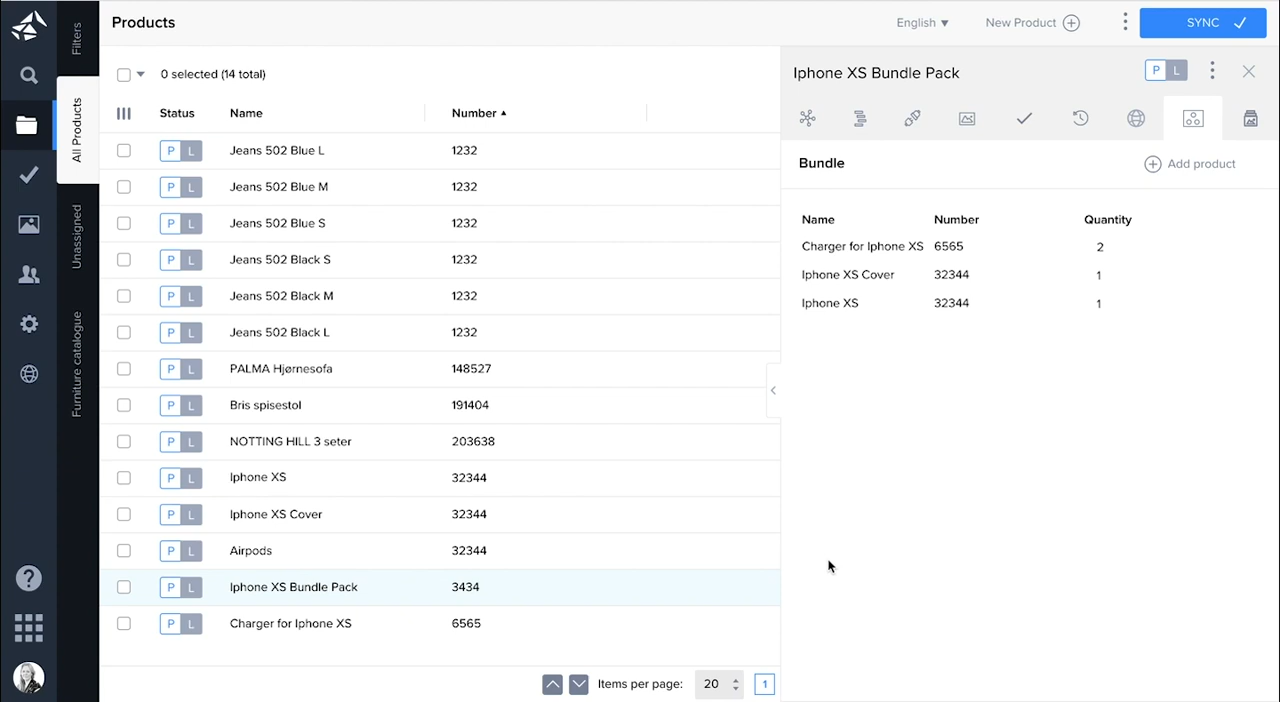 Products
English
New Product
SYNC
Filters
All Products
Unassigned
Furniture catalogue
0 selected (14 total)
Status Name Number
P L Jeans 502 Blue L 1232
P L Jeans 502 Blue M 1232
P L Jeans 502 Blue S 1232
P L Jeans 502 Black S 1232
P L Jeans 502 Black M 1232
P L Jeans 502 Black L 1232
P L PALMA Hjørnesofa 148527
P L Bris spisestol 191404
P L NOTTING HILL 3 seter 203638
P L Iphone XS 32344
P L Iphone XS Cover 32344
P L Airpods 32344
P L Iphone XS Bundle Pack 3434
P L Charger for Iphone XS 6565
Items per page: 20 1
Iphone XS Bundle Pack P L
Bundle Add product
Name Number Quantity
Charger for Iphone XS 6565 2
Iphone XS Cover 32344 1
Iphone XS 32344 1